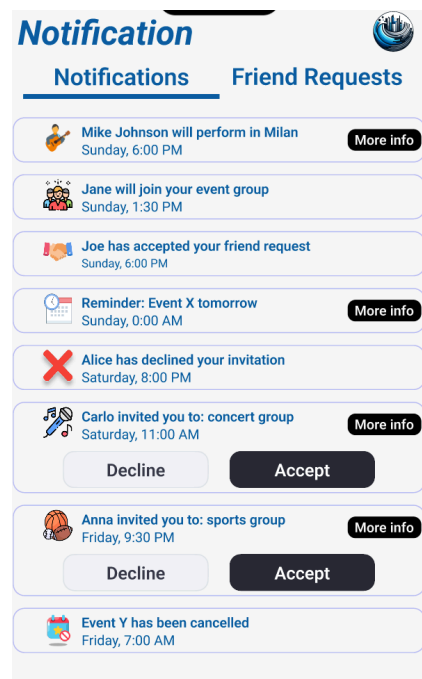 Notification
Notifications Friend Requests
Mike Johnson will perform in Milan
Sunday, 6:00 PM
More info
Jane will join your event group
Sunday, 1:30 PM
Joe has accepted your friend request
Sunday, 6:00 PM
Reminder: Event X tomorrow
Sunday, 0:00 AM
More info
Alice has declined your invitation
Saturday, 8:00 PM
Carlo invited you to: concert group
Saturday, 11:00 AM
More info
Decline Accept
Anna invited you to: sports group
Friday, 9:30 PM
More info
Decline Accept
Event Y has been cancelled
Friday, 7:00 AM